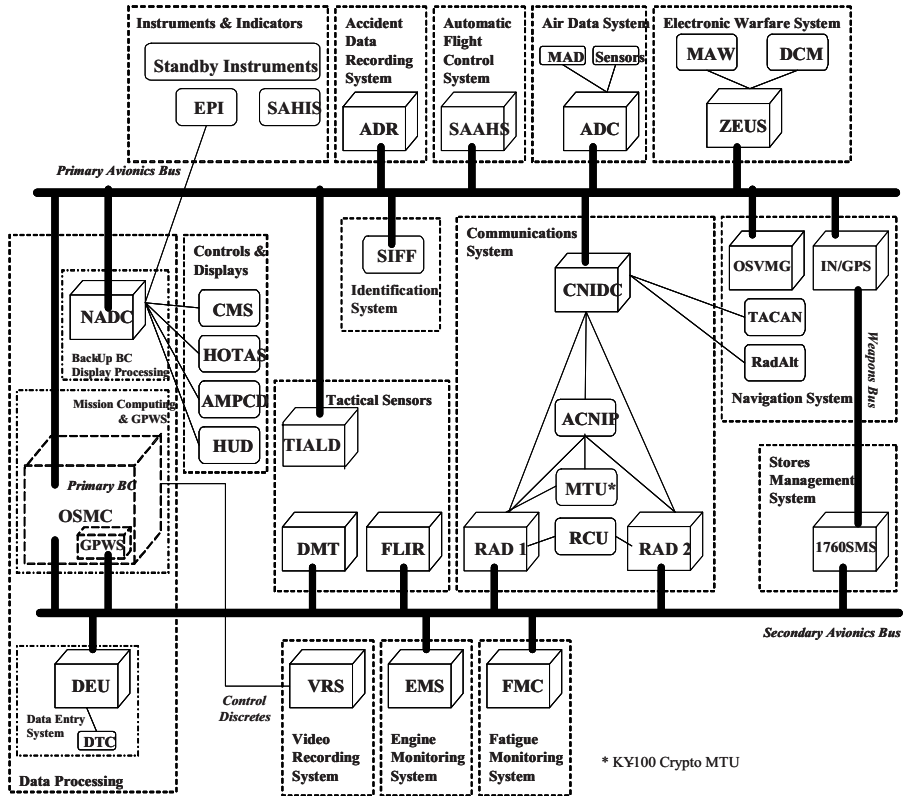 Instruments & Indicators
Standby Instruments
EPI
SAHIS
Accident
Data
Recording
System
ADR
Automatic
Flight
Control
System
SAAHS
Air Data System
MAD
Sensors
ADC
Electronic Warfare System
MAW
DCM
ZEUS
Primary Avionics Bus
NADC
BackUp BC
Display Processing
Controls &
Displays
CMS
HOTAS
AMPCD
HUD
SIFF
Identification
System
Communications
System
CNIDC
ACNIP
MTU*
RCU
RAD 1
RAD 2
OSVMG
IN/GPS
TACAN
RadAlt
Navigation System
Weapons Bus
Mission Computing
& GPWS
Primary BC
OSMC
GPWS
Tactical Sensors
TIALD
DMT
FLIR
Stores
Management
System
1760SMS
Secondary Avionics Bus
DEU
Data Entry
System
DTC
Data Processing
Control
Discretes
VRS
Video
Recording
System
EMS
Engine
Monitoring
System
FMC
Fatigue
Monitoring
System
* KY-100 Crypto MTU